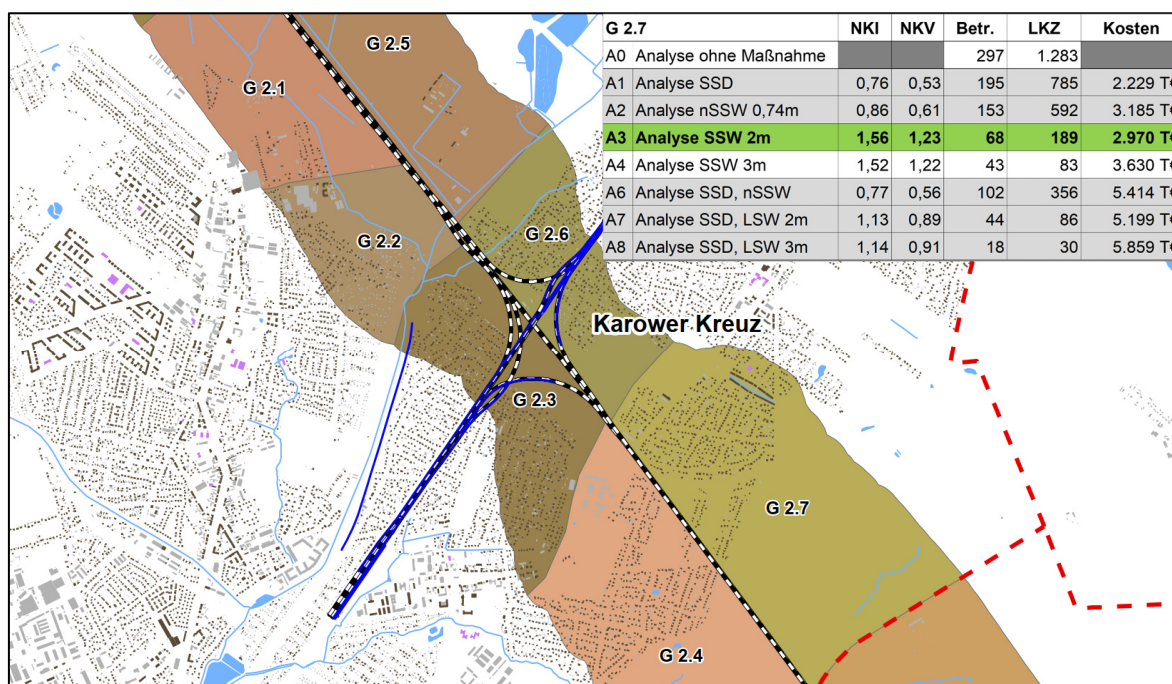 G 2.5
G 2.1
G 2.2
G 2.6
Karower Kreuz
G 2.3
G 2.7
G 2.4
G 2.7 NKI NKV Betr. LKZ Kosten
A0 Analyse ohne Maßnahme 297 1.283
A1 Analyse SSD 0,76 0,53 195 785 2.229 T€
A2 Analyse nSSW 0,74m 0,86 0,61 153 592 3.185 T€
A3 Analyse SSW 2m 1,56 1,23 68 189 2.970 T€
A4 Analyse SSW 3m 1,52 1,22 43 83 3.630 T€
A6 Analyse SSD, nSSW 0,77 0,56 102 356 5.414 T€
A7 Analyse SSD, LSW 2m 1,13 0,89 44 86 5.199 T€
A8 Analyse SSD, LSW 3m 1,14 0,91 18 30 5.859 T€